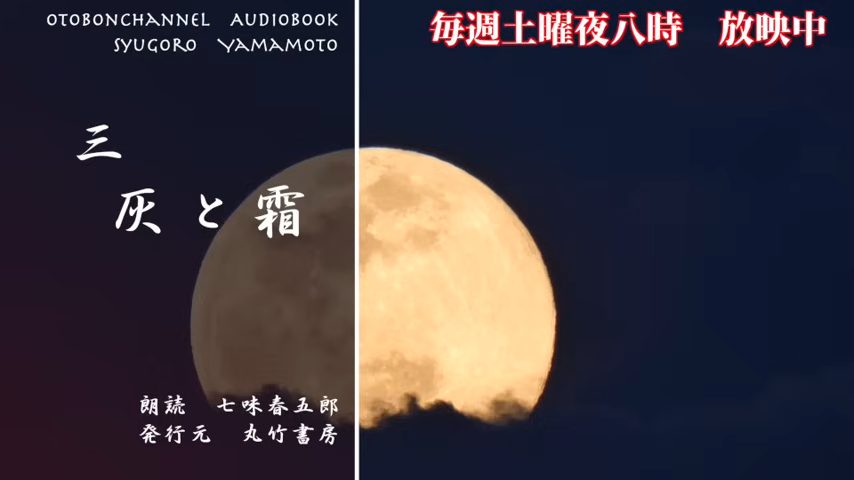 OTOBONCHANNEL AUDIOBOOK
SYUGORO YAMAMOTO
毎週土曜夜八時 放映中
三
灰と霜
朗読 七味春五郎
発行元 丸竹書房